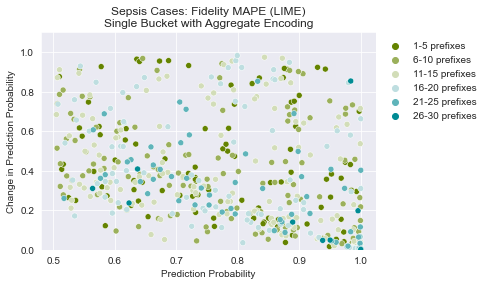 Sepsis Cases: Fidelity MAPE (LIME)
Single Bucket with Aggregate Encoding
Change in Prediction Probability
1.0
0.8
0.6
0.4
0.2
0.0
0.5
0.6
0.7
0.8
0.9
1.0
Prediction Probability
1-5 prefixes
6-10 prefixes
11-15 prefixes
16-20 prefixes
21-25 prefixes
26-30 prefixes